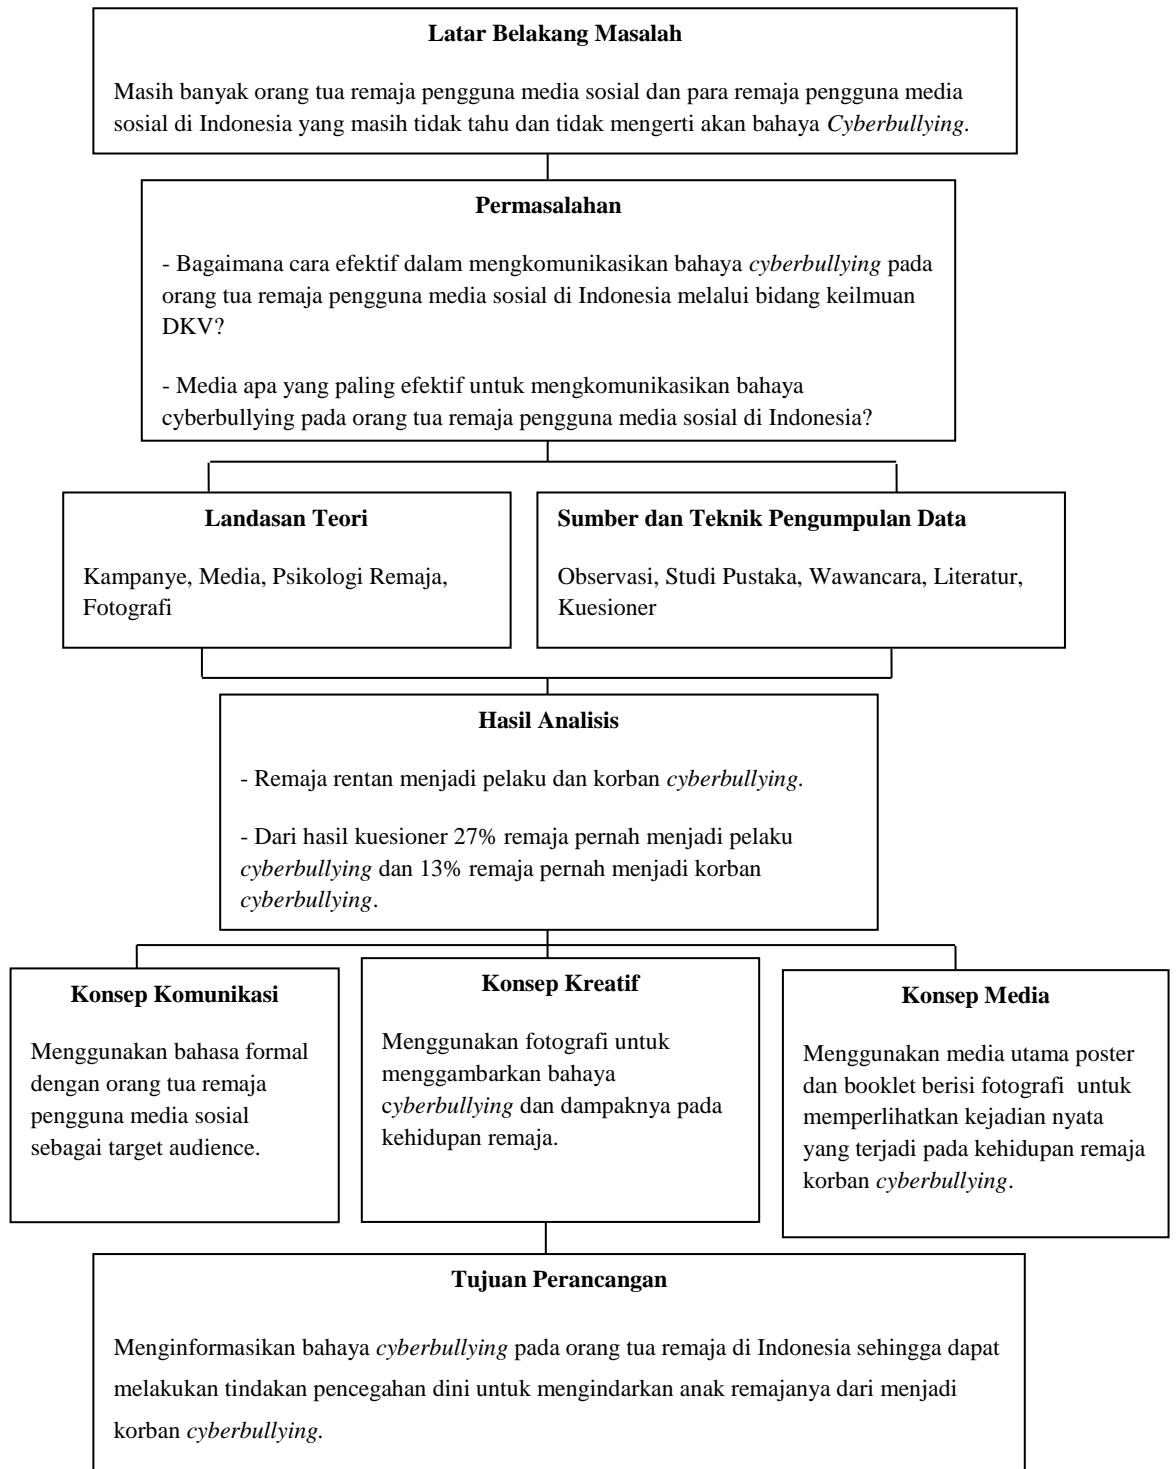 Latar Belakang Masalah
Masih banyak orang tua remaja pengguna media sosial dan para remaja pengguna media
sosial di Indonesia yang masih tidak tahu dan tidak mengerti akan bahaya Cyberbullying.
Permasalahan
- Bagaimana cara efektif dalam mengkomunikasikan bahaya cyberbullying pada
orang tua remaja pengguna media sosial di Indonesia melalui bidang keilmuan
DKV?
- Media apa yang paling efektif untuk mengkomunikasikan bahaya
cyberbullying pada orang tua remaja pengguna media sosial di Indonesia?
Landasan Teori
Kampanye, Media, Psikologi Remaja,
Fotografi
Sumber dan Teknik Pengumpulan Data
Observasi, Studi Pustaka, Wawancara, Literatur,
Kuesioner
Hasil Analisis
- Remaja rentan menjadi pelaku dan korban cyberbullying.
- Dari hasil kuesioner 27% remaja pernah menjadi pelaku
cyberbullying dan 13% remaja pernah menjadi korban
cyberbullying.
Konsep Komunikasi
Menggunakan bahasa formal
dengan orang tua remaja
pengguna media sosial
sebagai target audience.
Konsep Kreatif
Menggunakan fotografi untuk
menggambarkan bahaya
cyberbullying dan dampaknya pada
kehidupan remaja.
Konsep Media
Menggunakan media utama poster
dan booklet berisi fotografi untuk
memperlihatkan kejadian nyata
yang terjadi pada kehidupan remaja
korban cyberbullying.
Tujuan Perancangan
Menginformasikan bahaya cyberbullying pada orang tua remaja di Indonesia sehingga dapat
melakukan tindakan pencegahan dini untuk mengindarkan anak remajanya dari menjadi
korban cyberbullying.